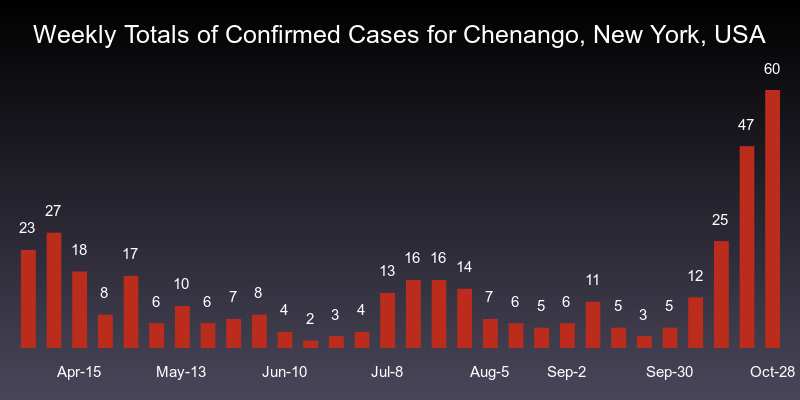 Weekly Totals of Confirmed Cases for Chenango, New York, USA
23 27 18 8 17 6 10 6 7 8 4 2 3 4 13 16 16 14 7 6 5 6 11 5 3 5 12 25 47 60
Apr-15 May-13 Jun-10 Jul-8 Aug-5 Sep-2 Sep-30 Oct-28